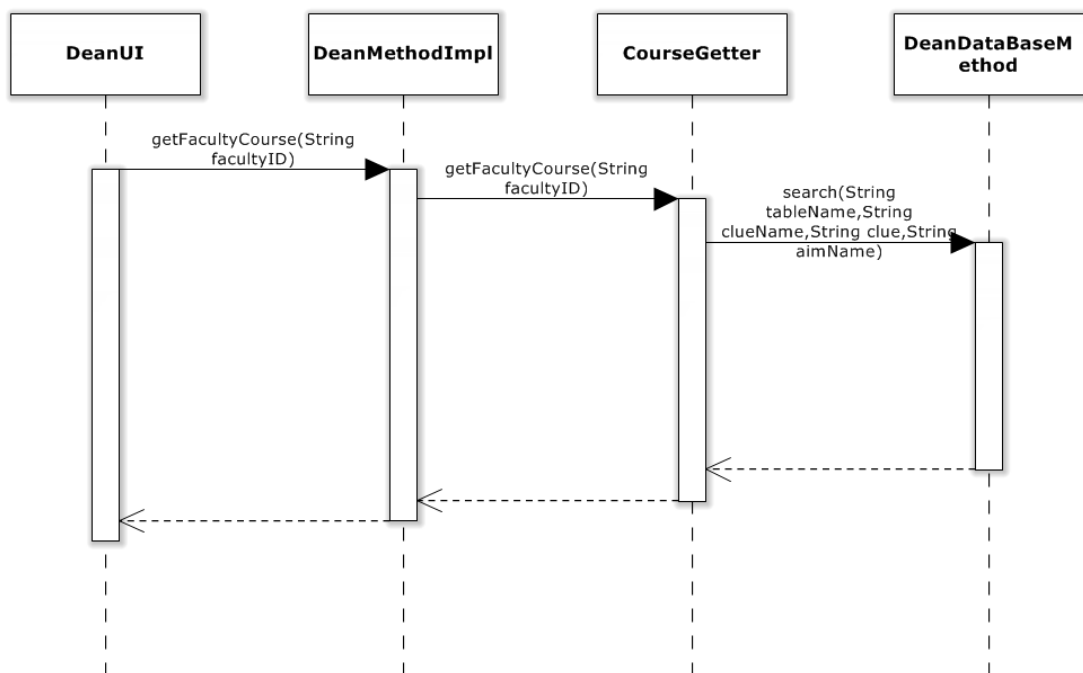 DeanUI
DeanMethodImpl
CourseGetter
DeanDataBaseM
ethod
getFacultyCourse(String
facultyID)
getFacultyCourse(String
facultyID)
search(String
tableName,String
clueName,String clue,String
aimName)